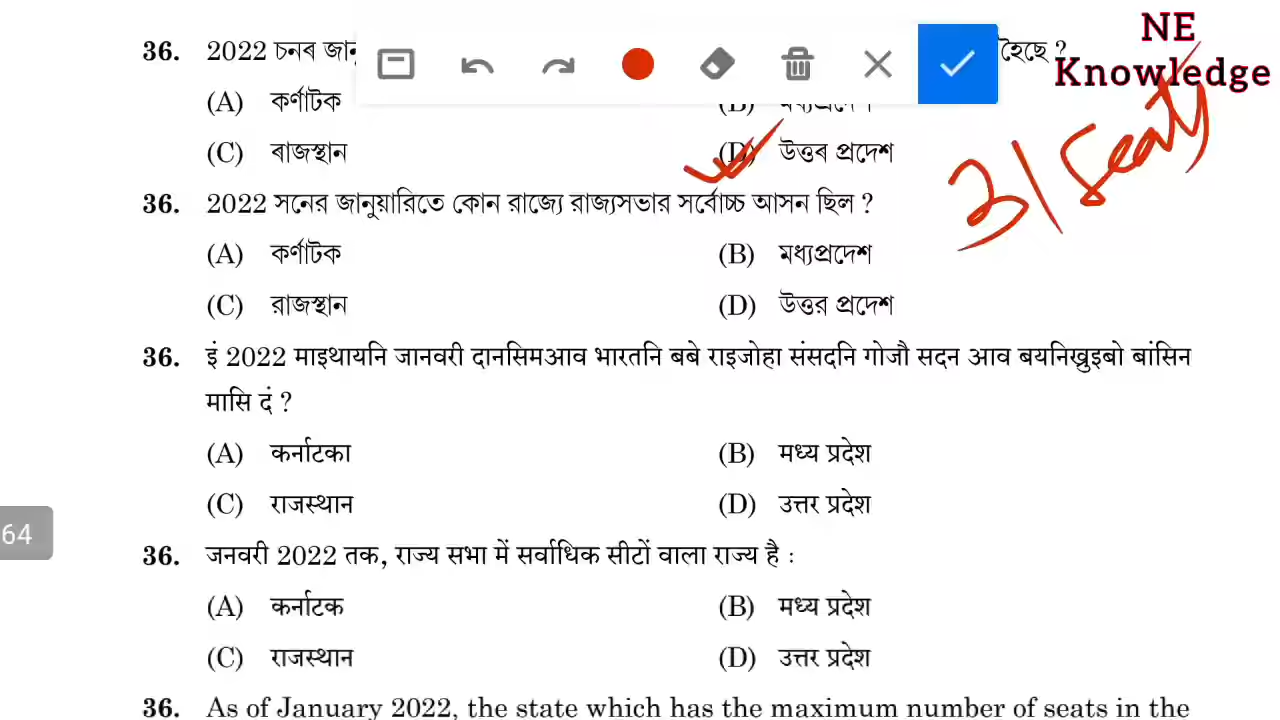 NE
Knowledge
36. 2022 চনৰ হৈছে ?
(A) কৰ্ণাটক (B) মধ্যপ্ৰদেশ
(C) ৰাজস্থান (D) উত্তৰ প্ৰদেশ
31 Seats
36. 2022 সনের জানুয়ারিতে কোন রাজ্যে রাজ্যসভার সর্বোচ্চ আসন ছিল ?
(A) কর্ণাটক (B) মধ্যপ্রদেশ
(C) রাজস্থান (D) উত্তর প্রদেশ
36. इं 2022 माइथायनि जानवरी दानसिमआव भारतनि बबे राइजोहा संसदनि गोजौ सदन आव बयनिख्रुइबो बांसिन
मासि दं ?
(A) कर्नाटका (B) मध्य प्रदेश
(C) राजस्थान (D) उत्तर प्रदेश
64
36. जनवरी 2022 तक, राज्य सभा में सर्वाधिक सीटों वाला राज्य है :
(A) कर्नाटक (B) मध्य प्रदेश
(C) राजस्थान (D) उत्तर प्रदेश
36. As of January 2022, the state which has the maximum number of seats in the